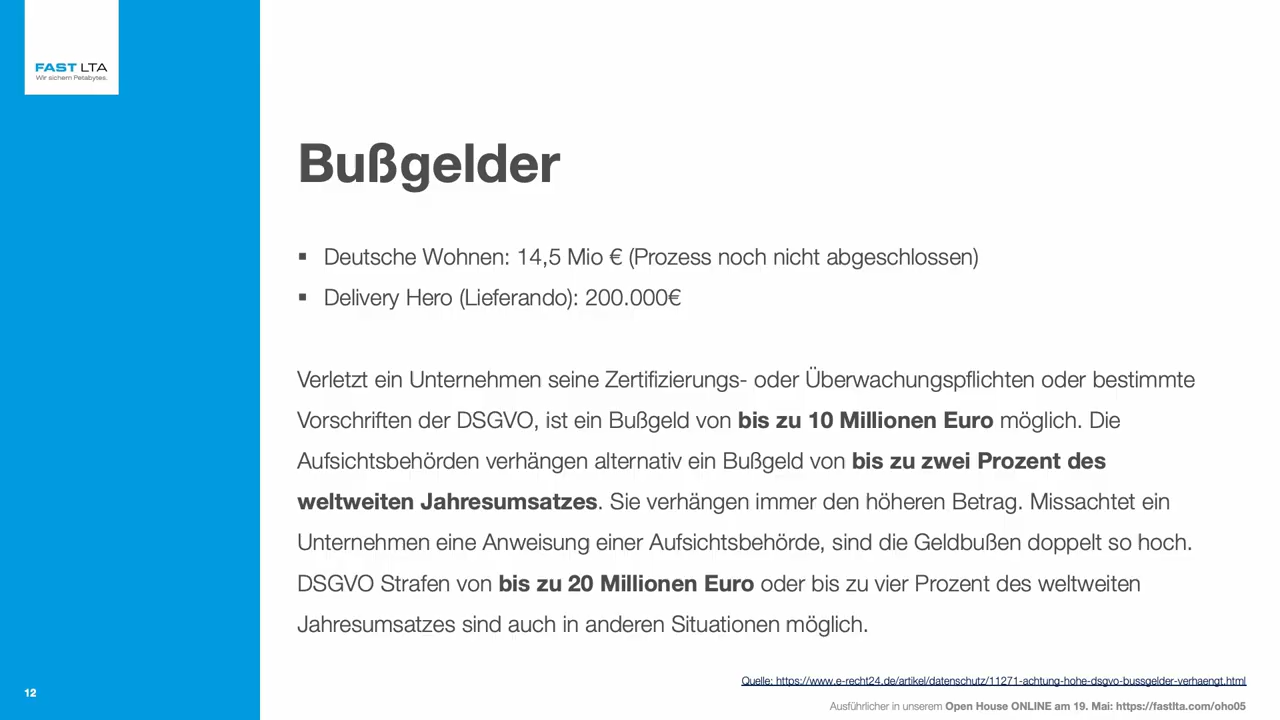 FAST LTA
Wir sichern Petabytes.
Bußgelder
▪ Deutsche Wohnen: 14,5 Mio € (Prozess noch nicht abgeschlossen)
▪ Delivery Hero (Lieferando): 200.000€
Verletzt ein Unternehmen seine Zertifizierungs- oder Überwachungspflichten oder bestimmte
Vorschriften der DSGVO, ist ein Bußgeld von bis zu 10 Millionen Euro möglich. Die
Aufsichtsbehörden verhängen alternativ ein Bußgeld von bis zu zwei Prozent des
weltweiten Jahresumsatzes. Sie verhängen immer den höheren Betrag. Missachtet ein
Unternehmen eine Anweisung einer Aufsichtsbehörde, sind die Geldbußen doppelt so hoch.
DSGVO Strafen von bis zu 20 Millionen Euro oder bis zu vier Prozent des weltweiten
Jahresumsatzes sind auch in anderen Situationen möglich.
Quelle: https://www.e-recht24.de/artikel/datenschutz/11271-achtung-hohe-dsgvo-bussgelder-verhaengt.html
12
Ausführlicher in unserem Open House ONLINE am 19. Mai: https://fastlta.com/oho05